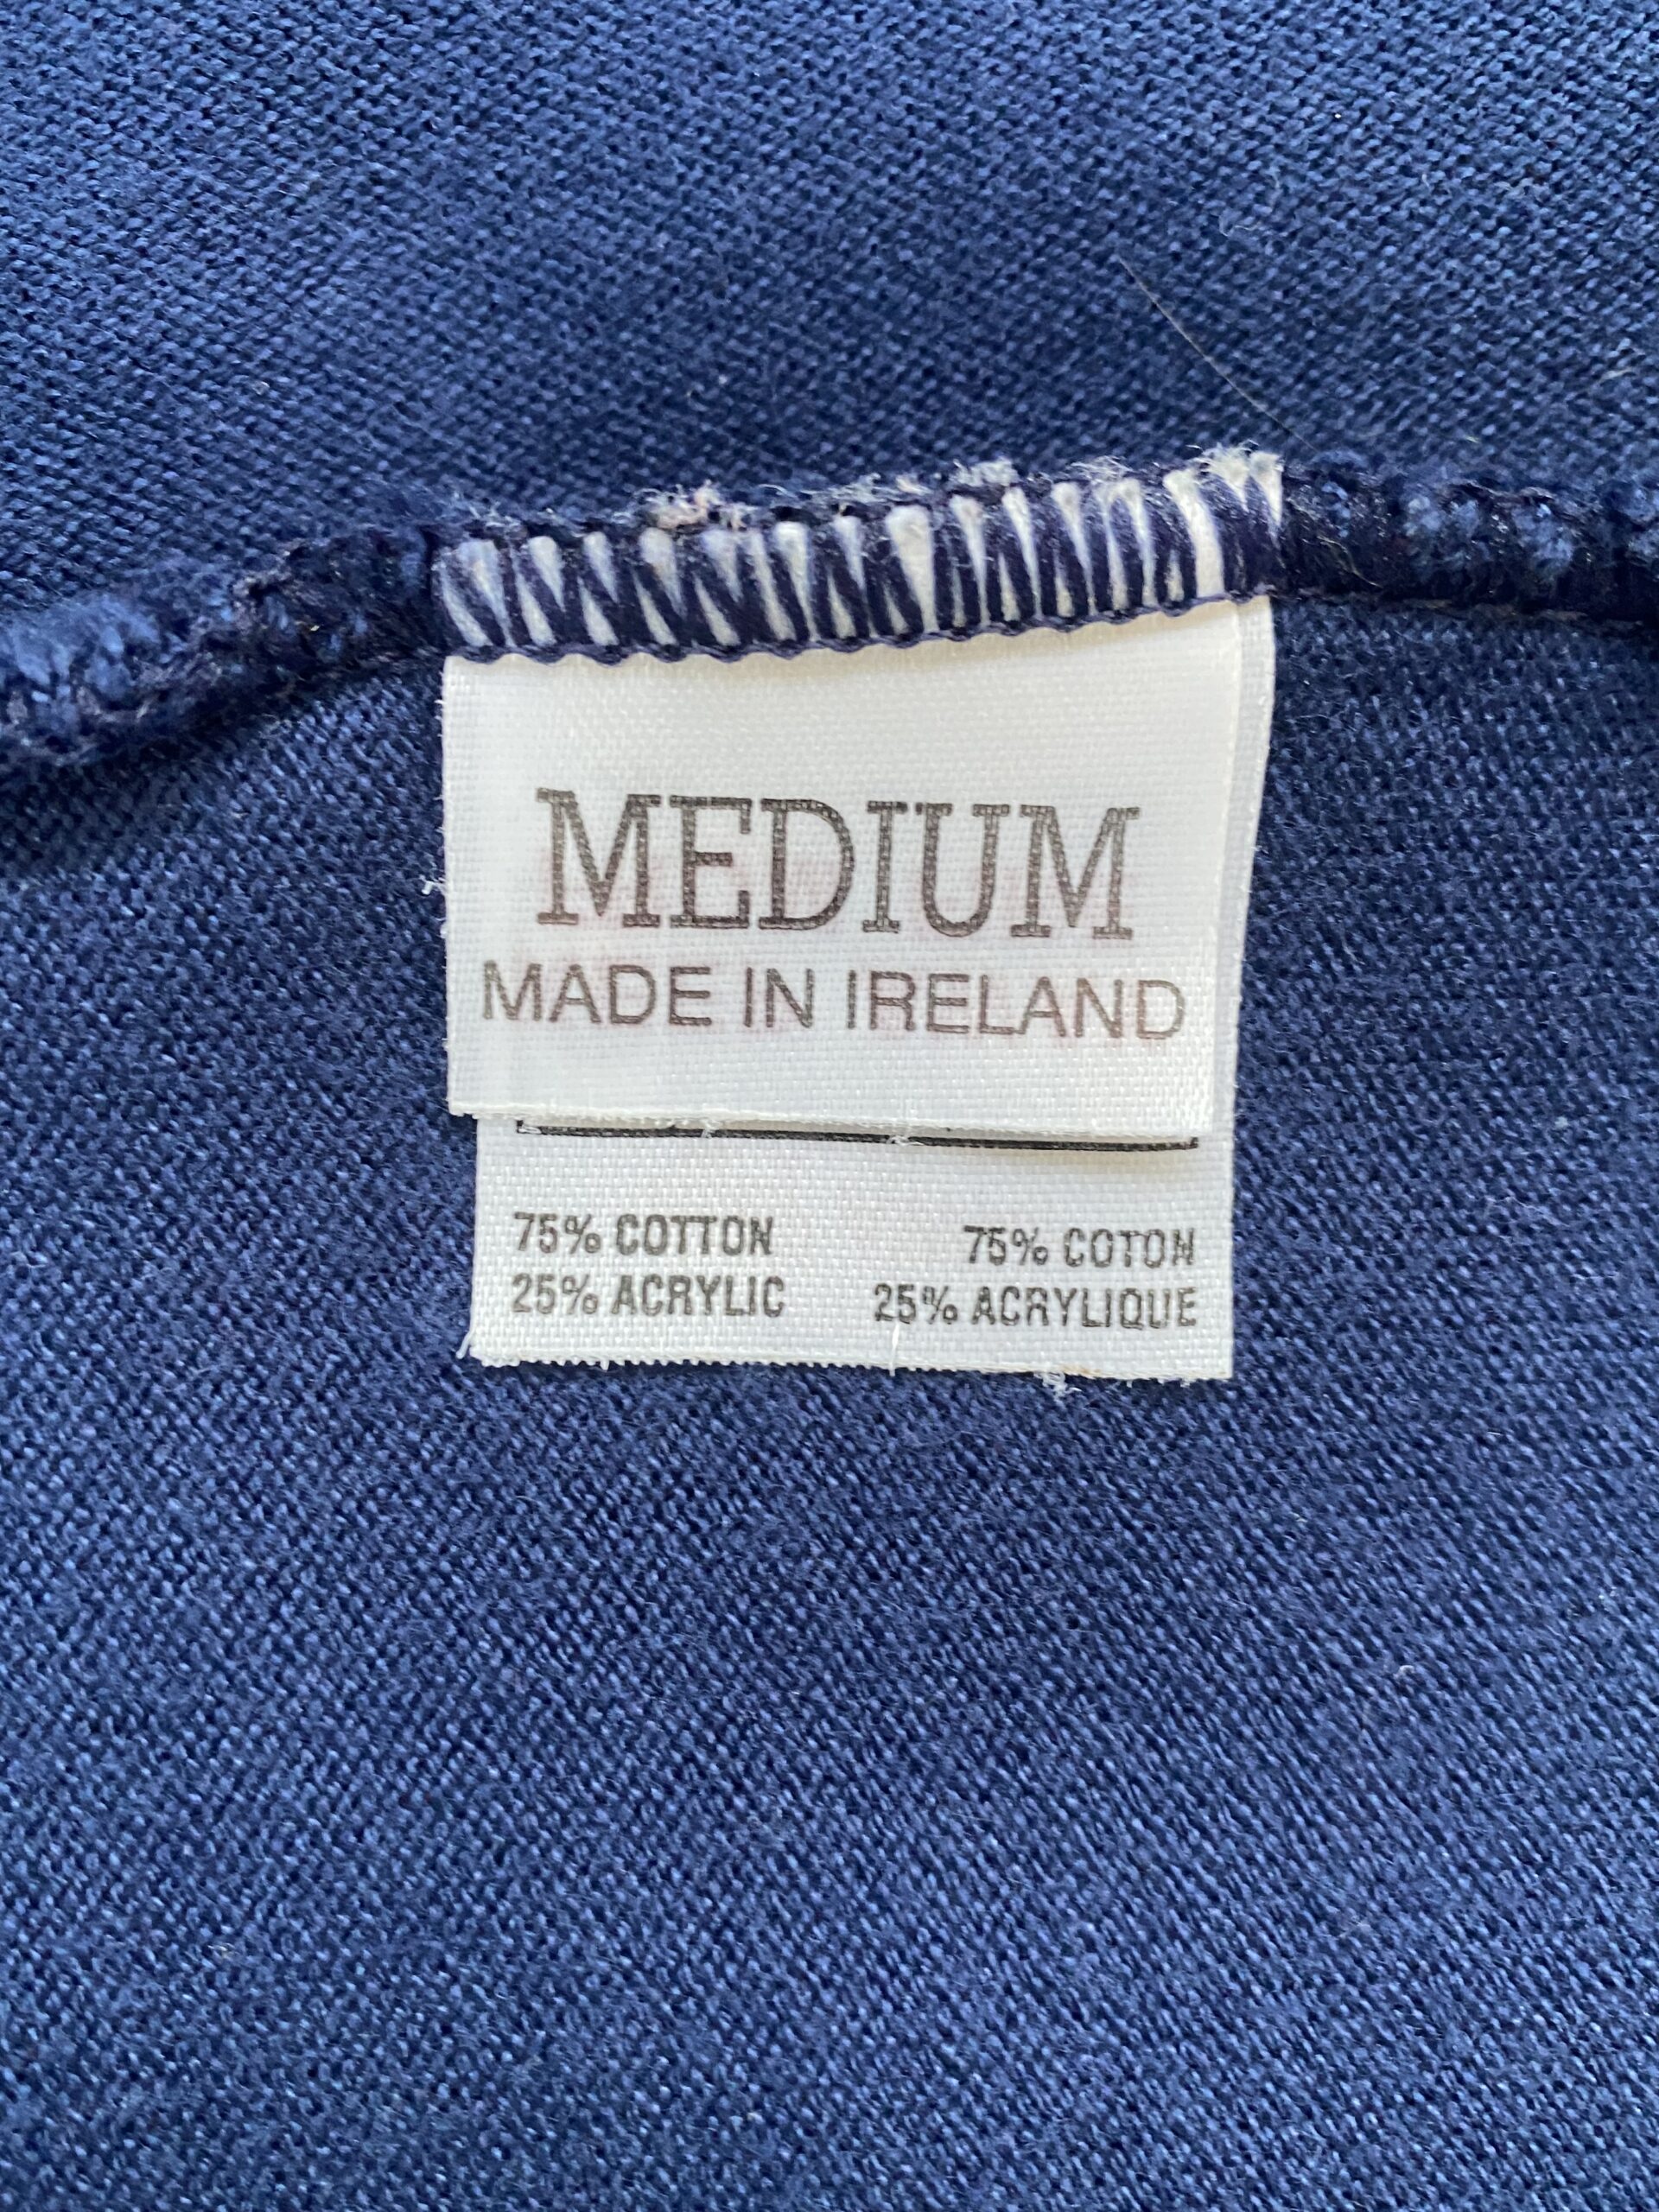 MEDIUM
MADE IN IRELAND
75% COTTON 75% COTON
25% ACRYLIC 25% ACRYLIQUE